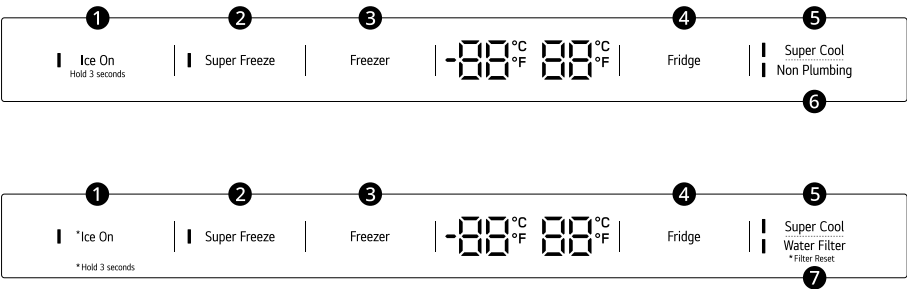 1 2 3 4 5
Ice On
Hold 3 seconds
Super Freeze
Freezer
-88 °C °F 88 °C °F
Fridge
Super Cool
Non Plumbing
6
1 2 3 4 5
*Ice On
*Hold 3 seconds
Super Freeze
Freezer
-88 °C °F 88 °C °F
Fridge
Super Cool
Water Filter
*Filter Reset
7